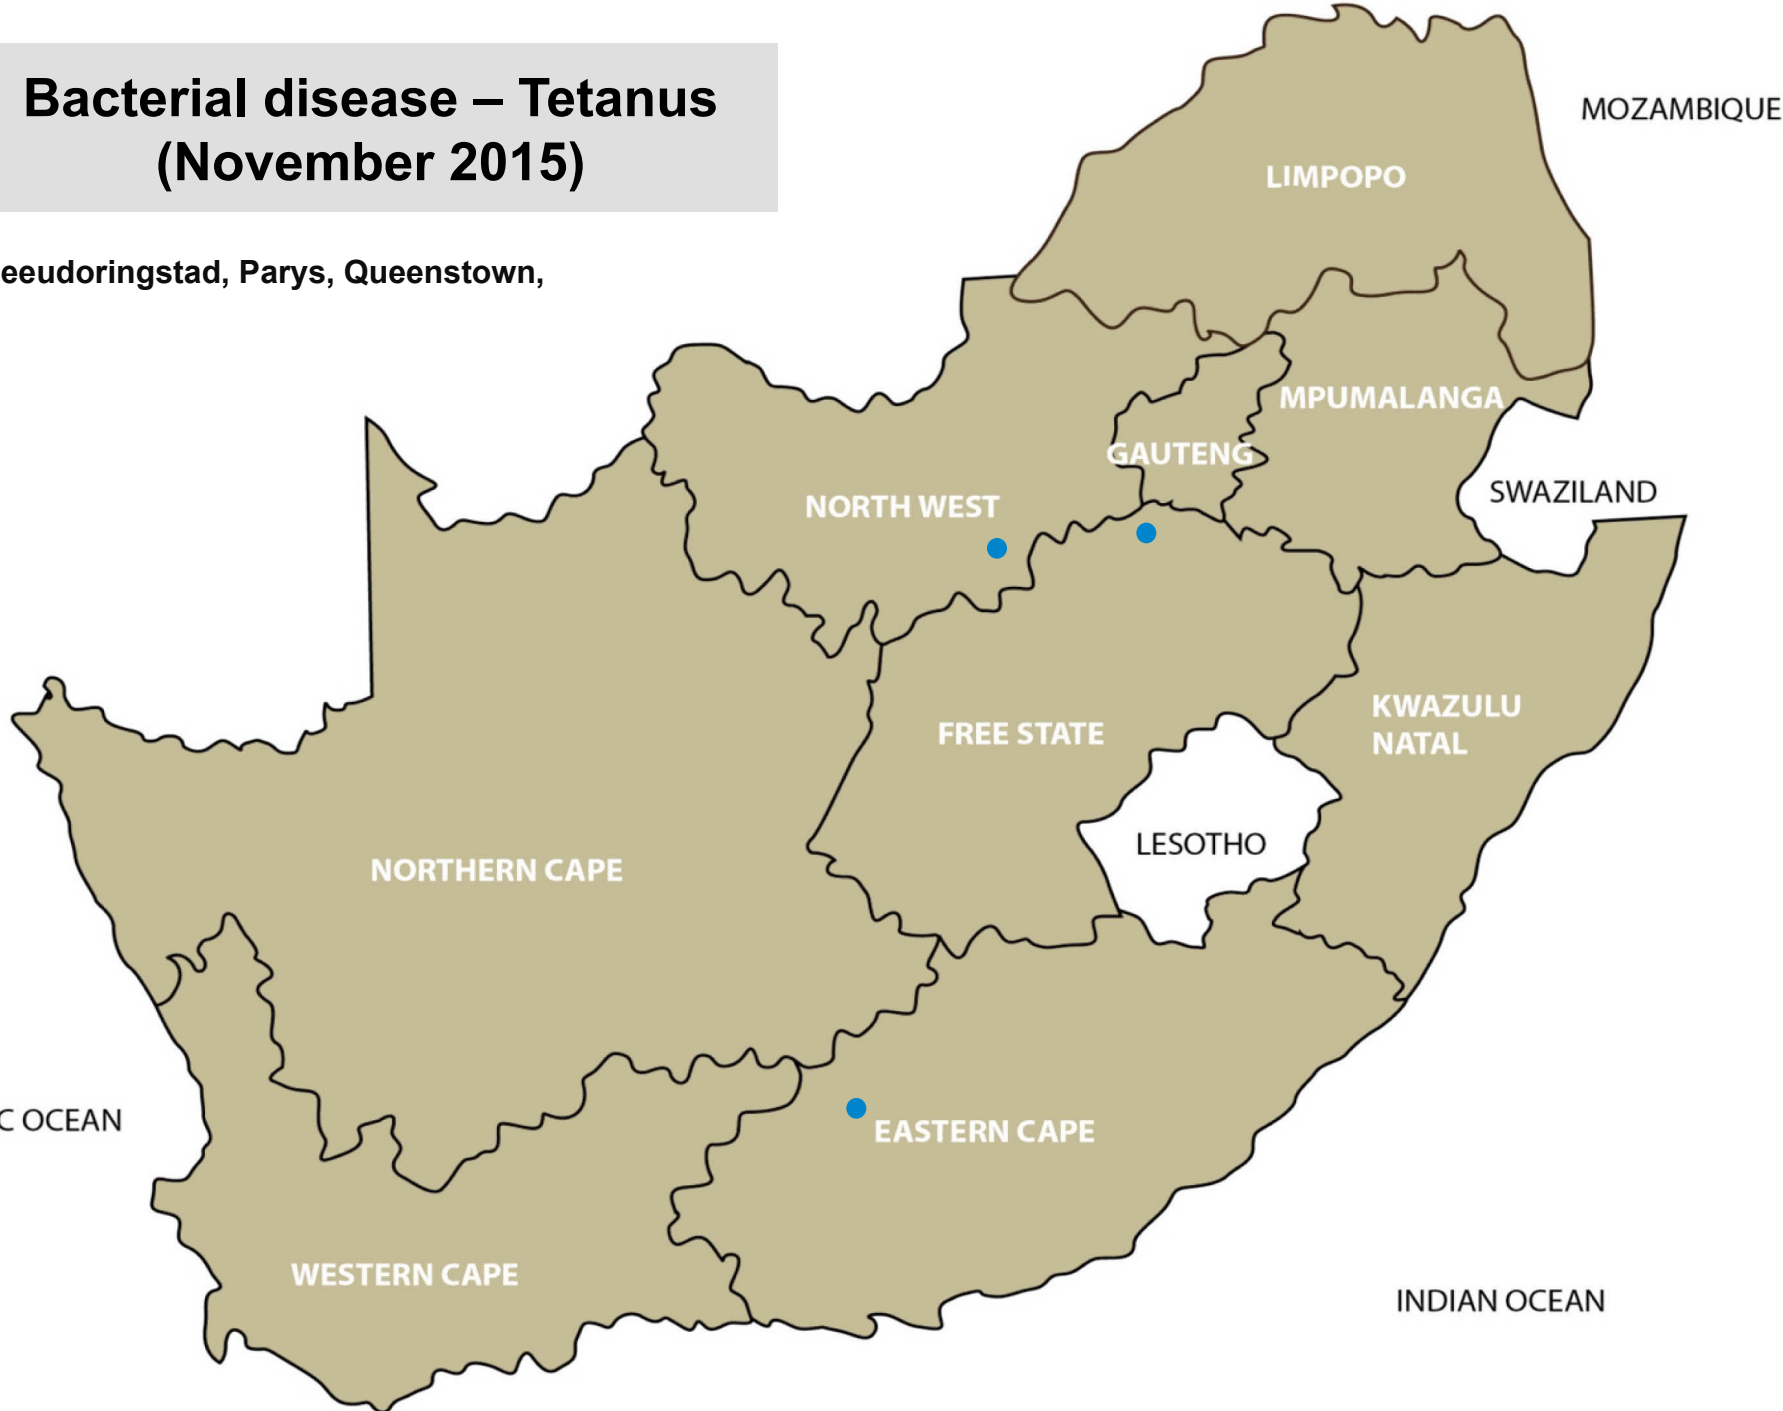 Bacterial disease – Tetanus
(November 2015)
MOZAMBIQUE
LIMPOPO
eeudoringstad, Parys, Queenstown,
MPUMALANGA
GAUTENG
SWAZILAND
NORTH WEST
KWAZULU
NATAL
FREE STATE
LESOTHO
NORTHERN CAPE
C OCEAN
EASTERN CAPE
WESTERN CAPE
INDIAN OCEAN